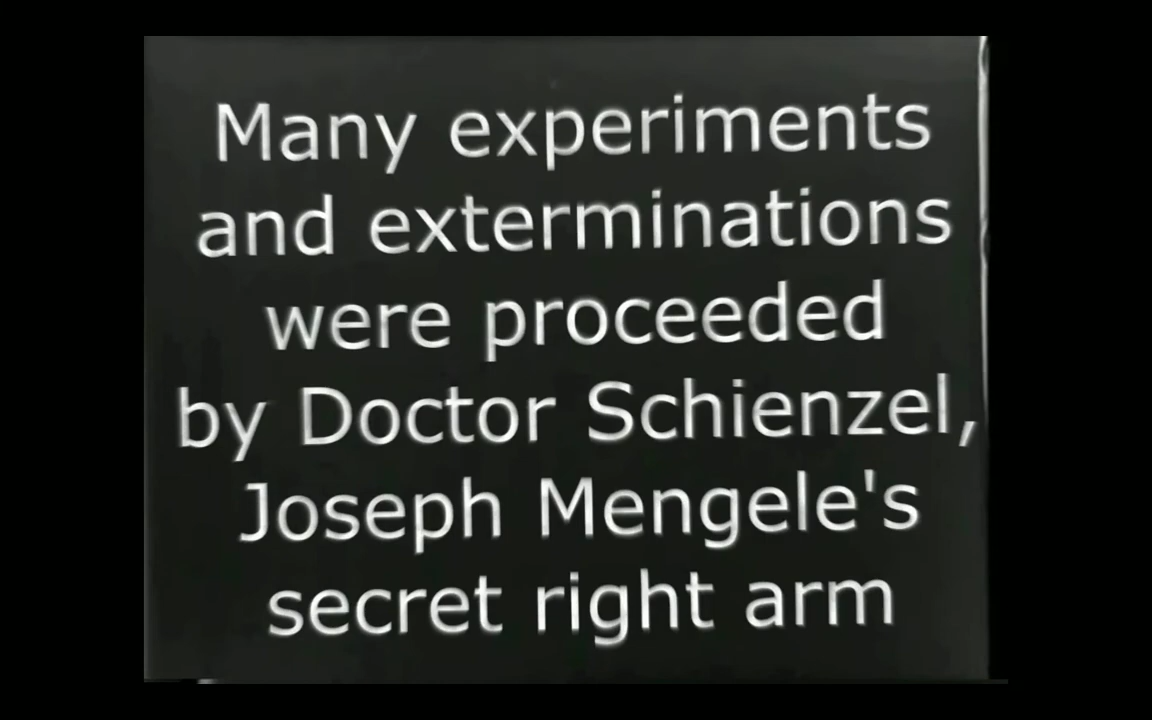 Many experiments
and exterminations
were proceeded
by Doctor Schienzel,
Joseph Mengele's
secret right arm